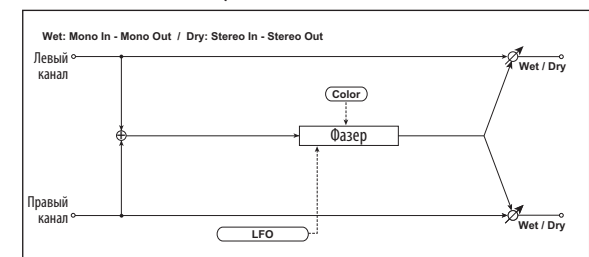 Wet: Mono In - Mono Out / Dry: Stereo In - Stereo Out
Левый
канал
Wet / Dry
Color
Фазер
Правый
канал
Wet / Dry
LFO